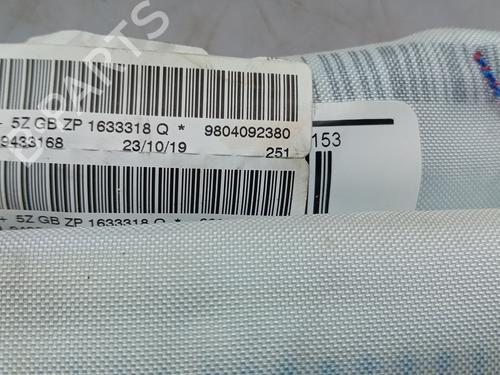 + 5Z GB ZP 1633318 Q * 9804092380
9433168 23/10/19 251
153
+ 5Z GB ZP 1633318 Q *
B-PARTS